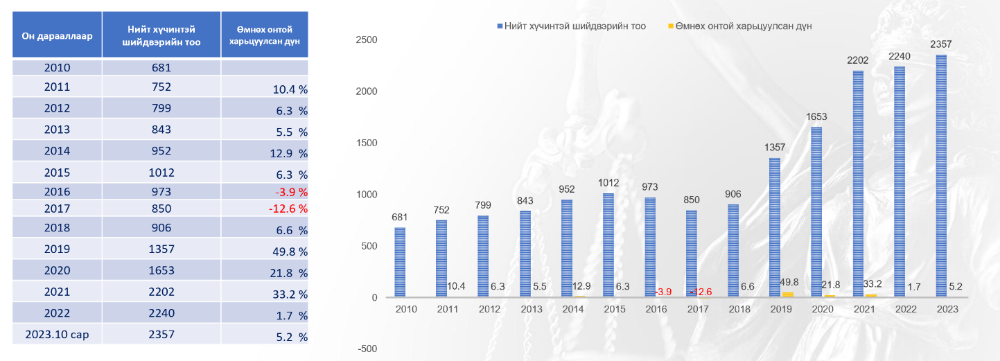 Он дарааллаар
Нийт хүчинтэй
шийдвэрийн тоо
Өмнөх онтой
харьцуулсан дүн
2010 681
2011 752 10.4 %
2012 799 6.3 %
2013 843 5.5 %
2014 952 12.9 %
2015 1012 6.3 %
2016 973 -3.9 %
2017 850 -12.6 %
2018 906 6.6 %
2019 1357 49.8 %
2020 1653 21.8 %
2021 2202 33.2 %
2022 2240 1.7 %
2023.10 сар 2357 5.2 %
Нийт хүчинтэй шийдвэрийн тоо Өмнөх онтой харьцуулсан дүн
2500
2000
1500
1000
500
0
-500
681 752 799 843 952 1012 973 850 906 1357 1653 2202 2240 2357
10.4 6.3 5.5 12.9 6.3 -3.9 -12.6 6.6 49.8 21.8 33.2 1.7 5.2
2010 2011 2012 2013 2014 2015 2016 2017 2018 2019 2020 2021 2022 2023